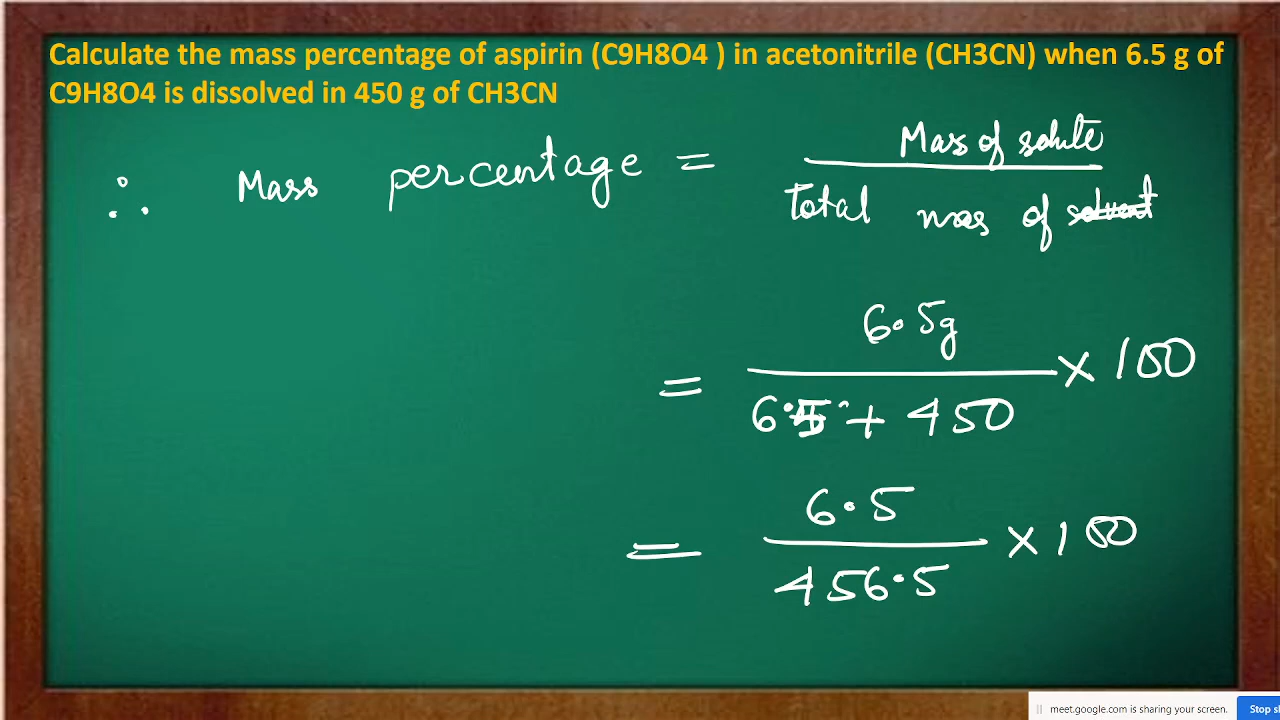 Calculate the mass percentage of aspirin (C9H8O4 ) in acetonitrile (CH3CN) when 6.5 g of
C9H8O4 is dissolved in 450 g of CH3CN
∴ Mass percentage = Mass of solute
Total mas of solvent
= 6.5g × 100
6.5 + 450
= 6.5 × 100
456.5
meet.google.com is sharing your screen.
Stop s